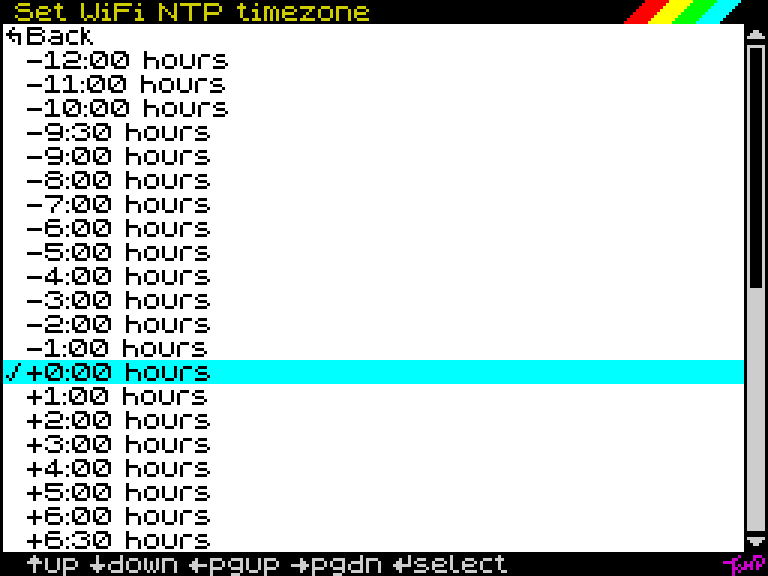 Set WiFi NTP timezone
↰Back
-12:00 hours
-11:00 hours
-10:00 hours
-9:30 hours
-9:00 hours
-8:00 hours
-7:00 hours
-6:00 hours
-5:00 hours
-4:00 hours
-3:00 hours
-2:00 hours
-1:00 hours
✓+0:00 hours
+1:00 hours
+2:00 hours
+3:00 hours
+4:00 hours
+5:00 hours
+6:00 hours
+6:30 hours
↑up ↓down ←pgup →pgdn ↵select